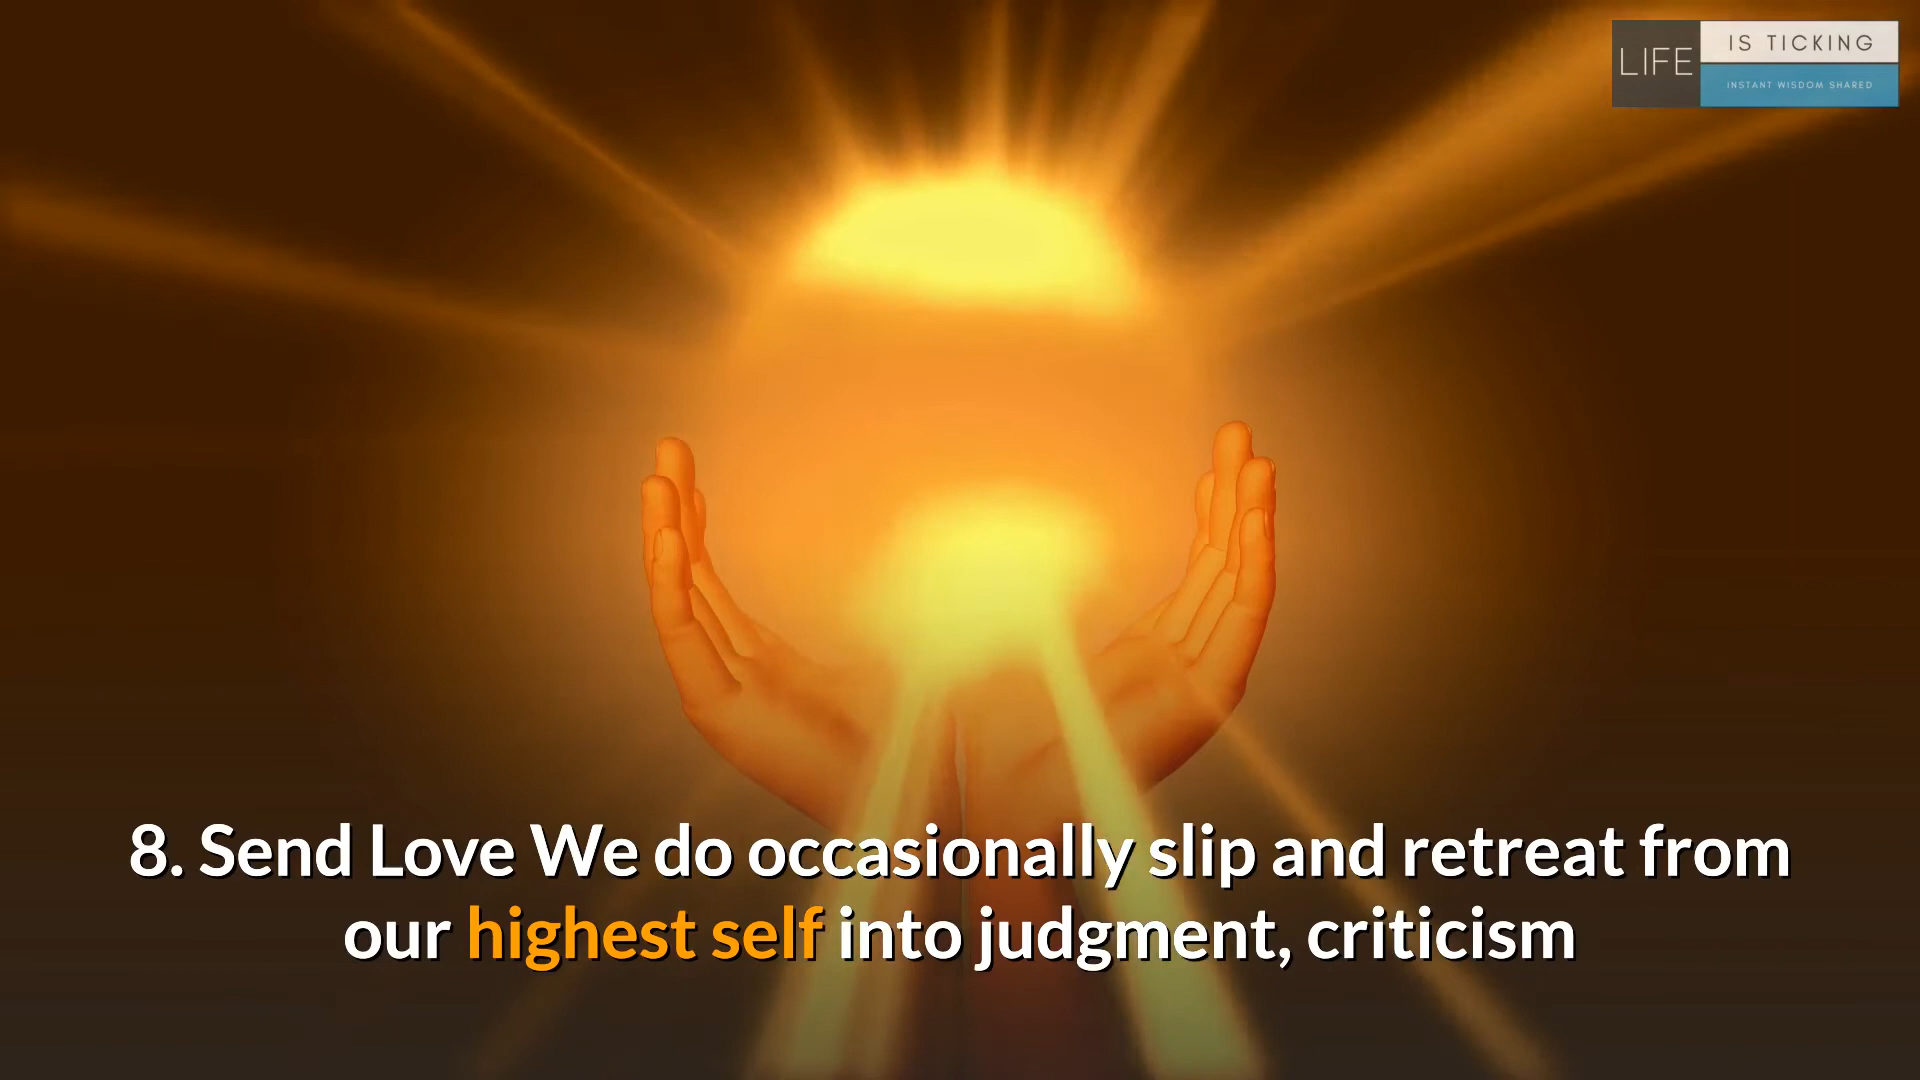 LIFE
IS TICKING
INSTANT WISDOM SHARED
8. Send Love We do occasionally slip and retreat from
our highest self into judgment, criticism